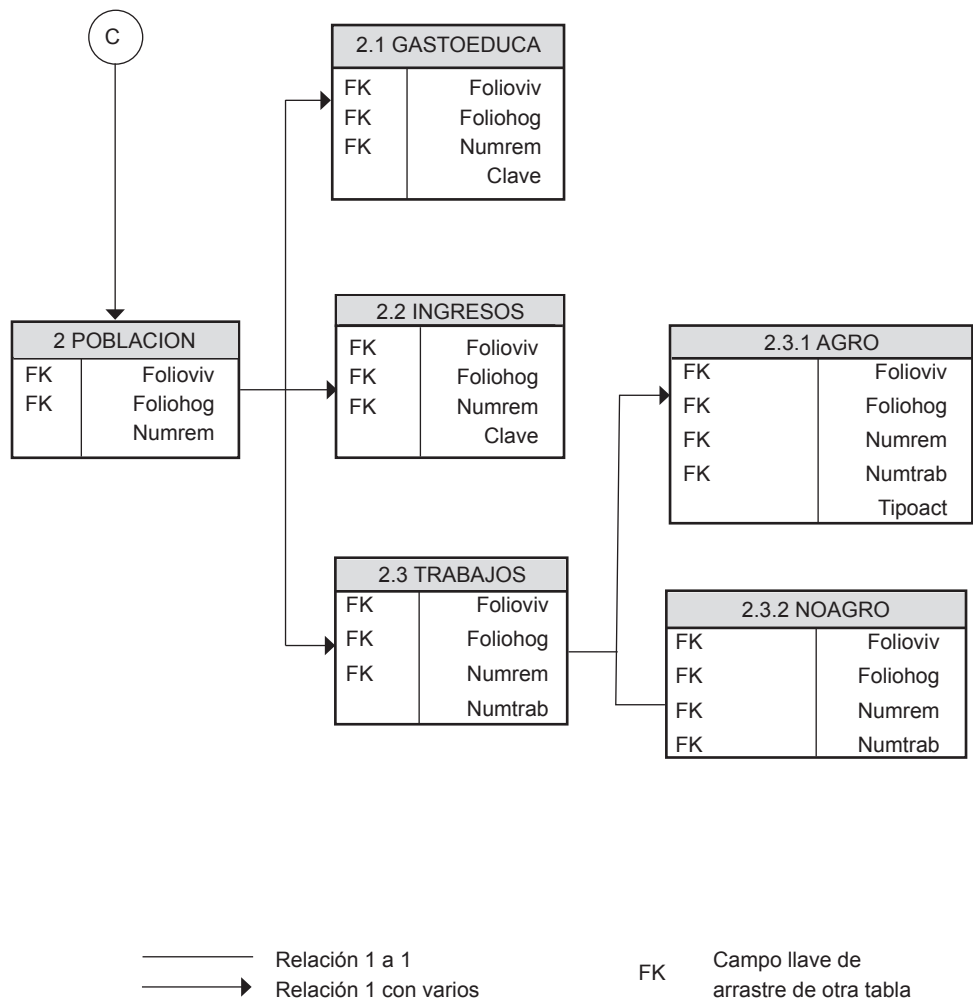 C
2.1 GASTOEDUCA
FK Folioviv
FK Foliohog
FK Numrem
Clave
2 POBLACION
FK Folioviv
FK Foliohog
Numrem
2.2 INGRESOS
FK Folioviv
FK Foliohog
FK Numrem
Clave
2.3 TRABAJOS
FK Folioviv
FK Foliohog
FK Numrem
Numtrab
2.3.1 AGRO
FK Folioviv
FK Foliohog
FK Numrem
FK Numtrab
Tipoact
2.3.2 NOAGRO
FK Folioviv
FK Foliohog
FK Numrem
FK Numtrab
Relación 1 a 1
Relación 1 con varios
FK Campo llave de
arrastre de otra tabla